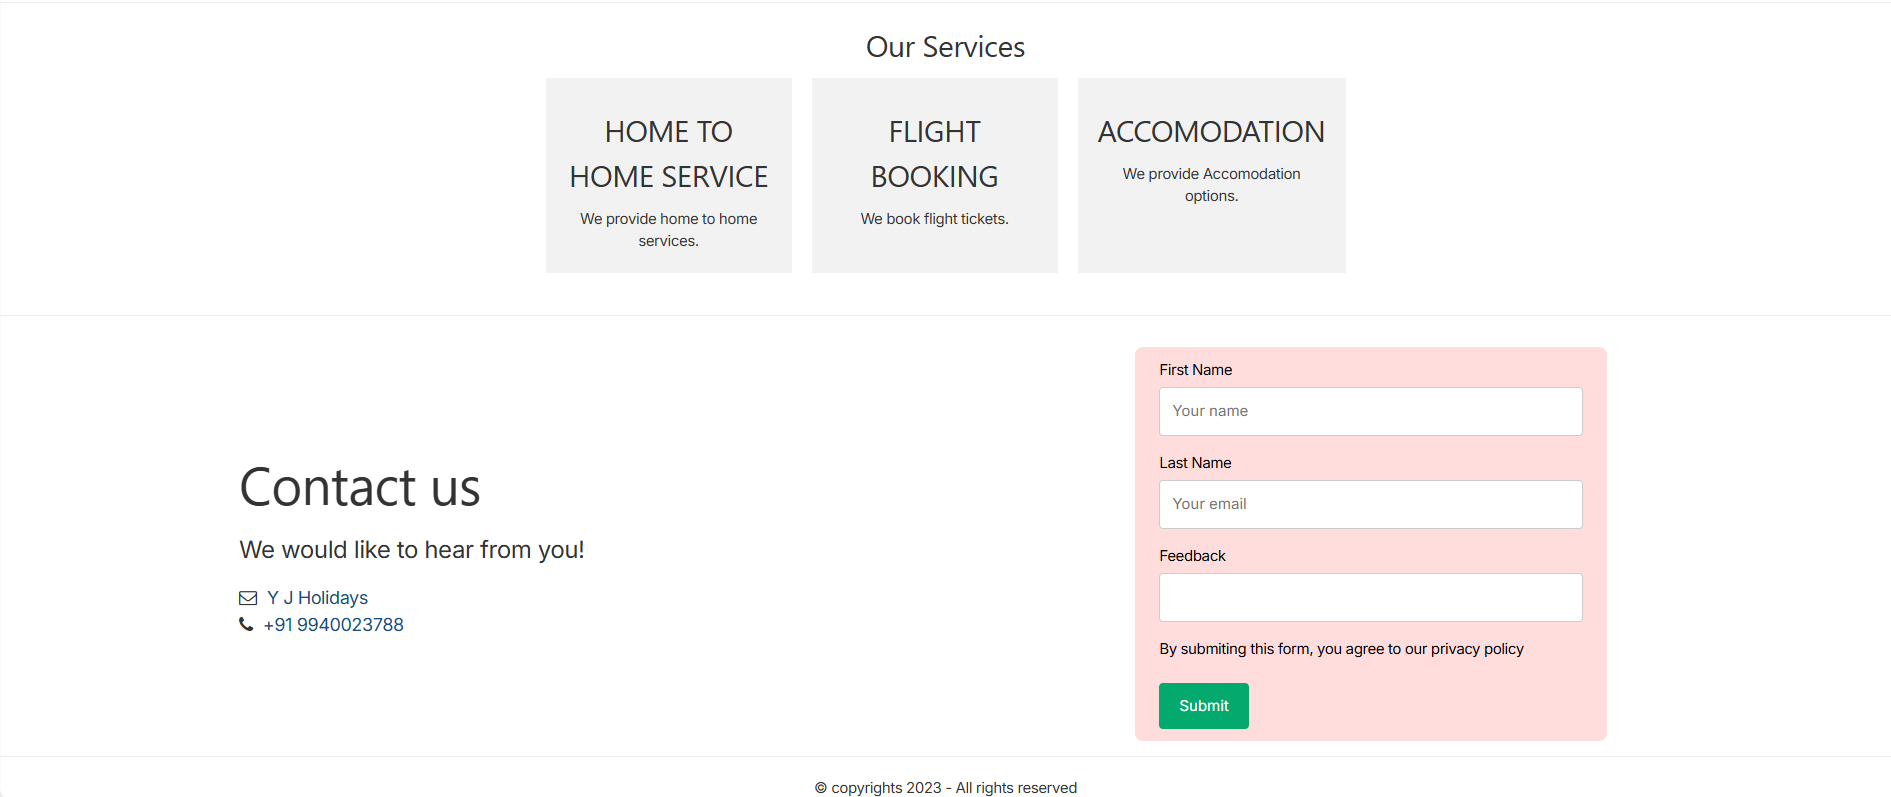 Our Services
HOME TO
HOME SERVICE
We provide home to home
services.
FLIGHT
BOOKING
We book flight tickets.
ACCOMODATION
We provide Accomodation
options.
Contact us
We would like to hear from you!
Y J Holidays
+91 9940023788
First Name
Your name
Last Name
Your email
Feedback
By submiting this form, you agree to our privacy policy
Submit
© copyrights 2023 - All rights reserved